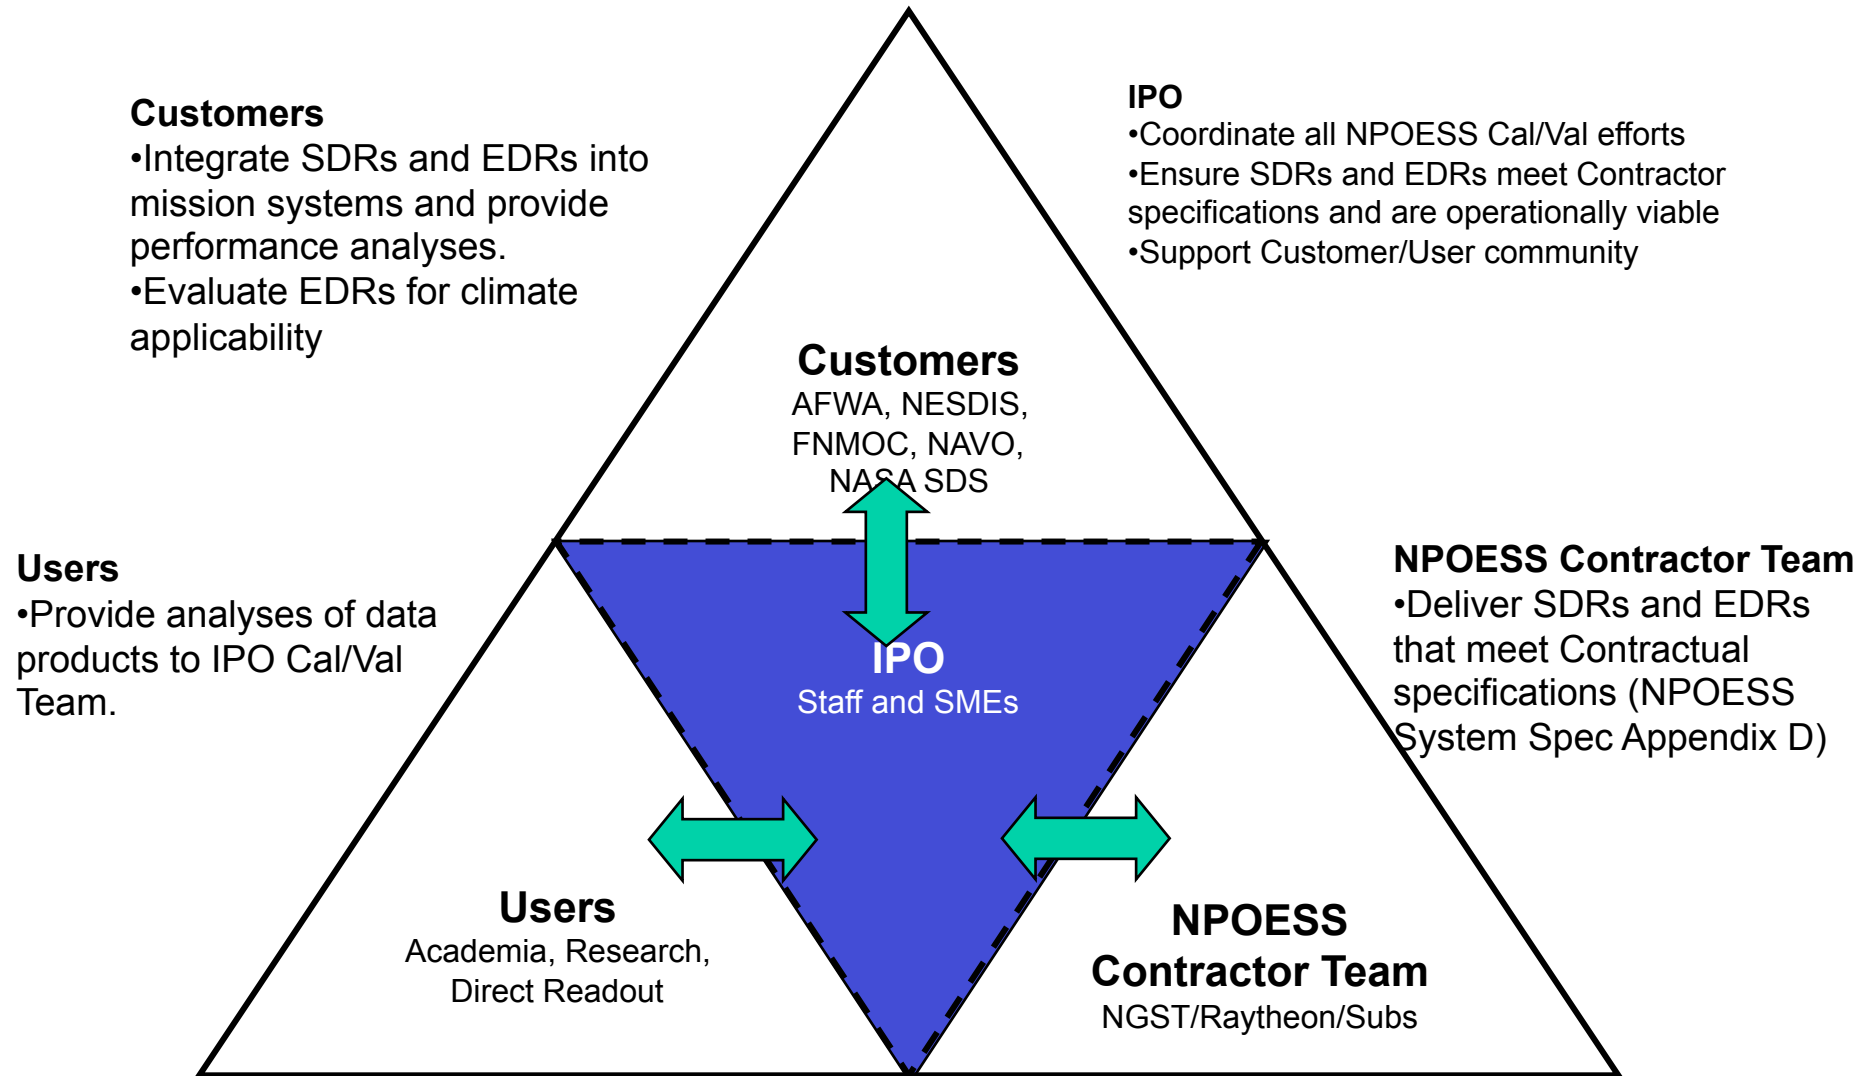 Customers
•Integrate SDRs and EDRs into
mission systems and provide
performance analyses.
•Evaluate EDRs for climate
applicability
IPO
•Coordinate all NPOESS Cal/Val efforts
•Ensure SDRs and EDRs meet Contractor
specifications and are operationally viable
•Support Customer/User community
Customers
AFWA, NESDIS,
FNMOC, NAVO,
NASA SDS
Users
•Provide analyses of data
products to IPO Cal/Val
Team.
NPOESS Contractor Team
•Deliver SDRs and EDRs
that meet Contractual
specifications (NPOESS
System Spec Appendix D)
IPO
Staff and SMEs
Users
Academia, Research,
Direct Readout
NPOESS
Contractor Team
NGST/Raytheon/Subs